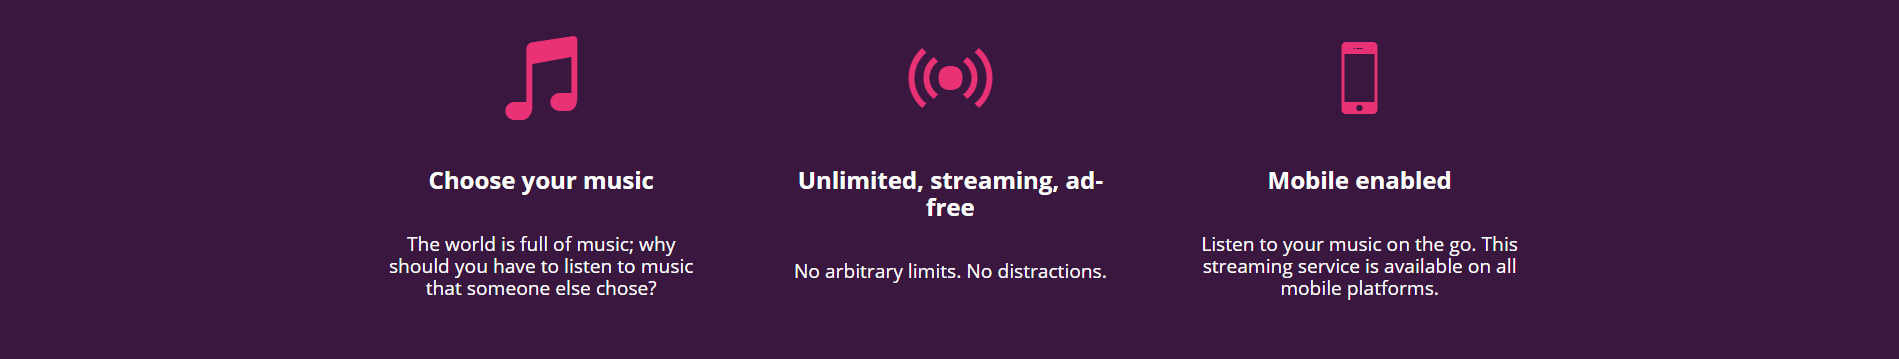 Choose your music
The world is full of music; why
should you have to listen to music
that someone else chose?
Unlimited, streaming, ad-
free
No arbitrary limits. No distractions.
Mobile enabled
Listen to your music on the go. This
streaming service is available on all
mobile platforms.